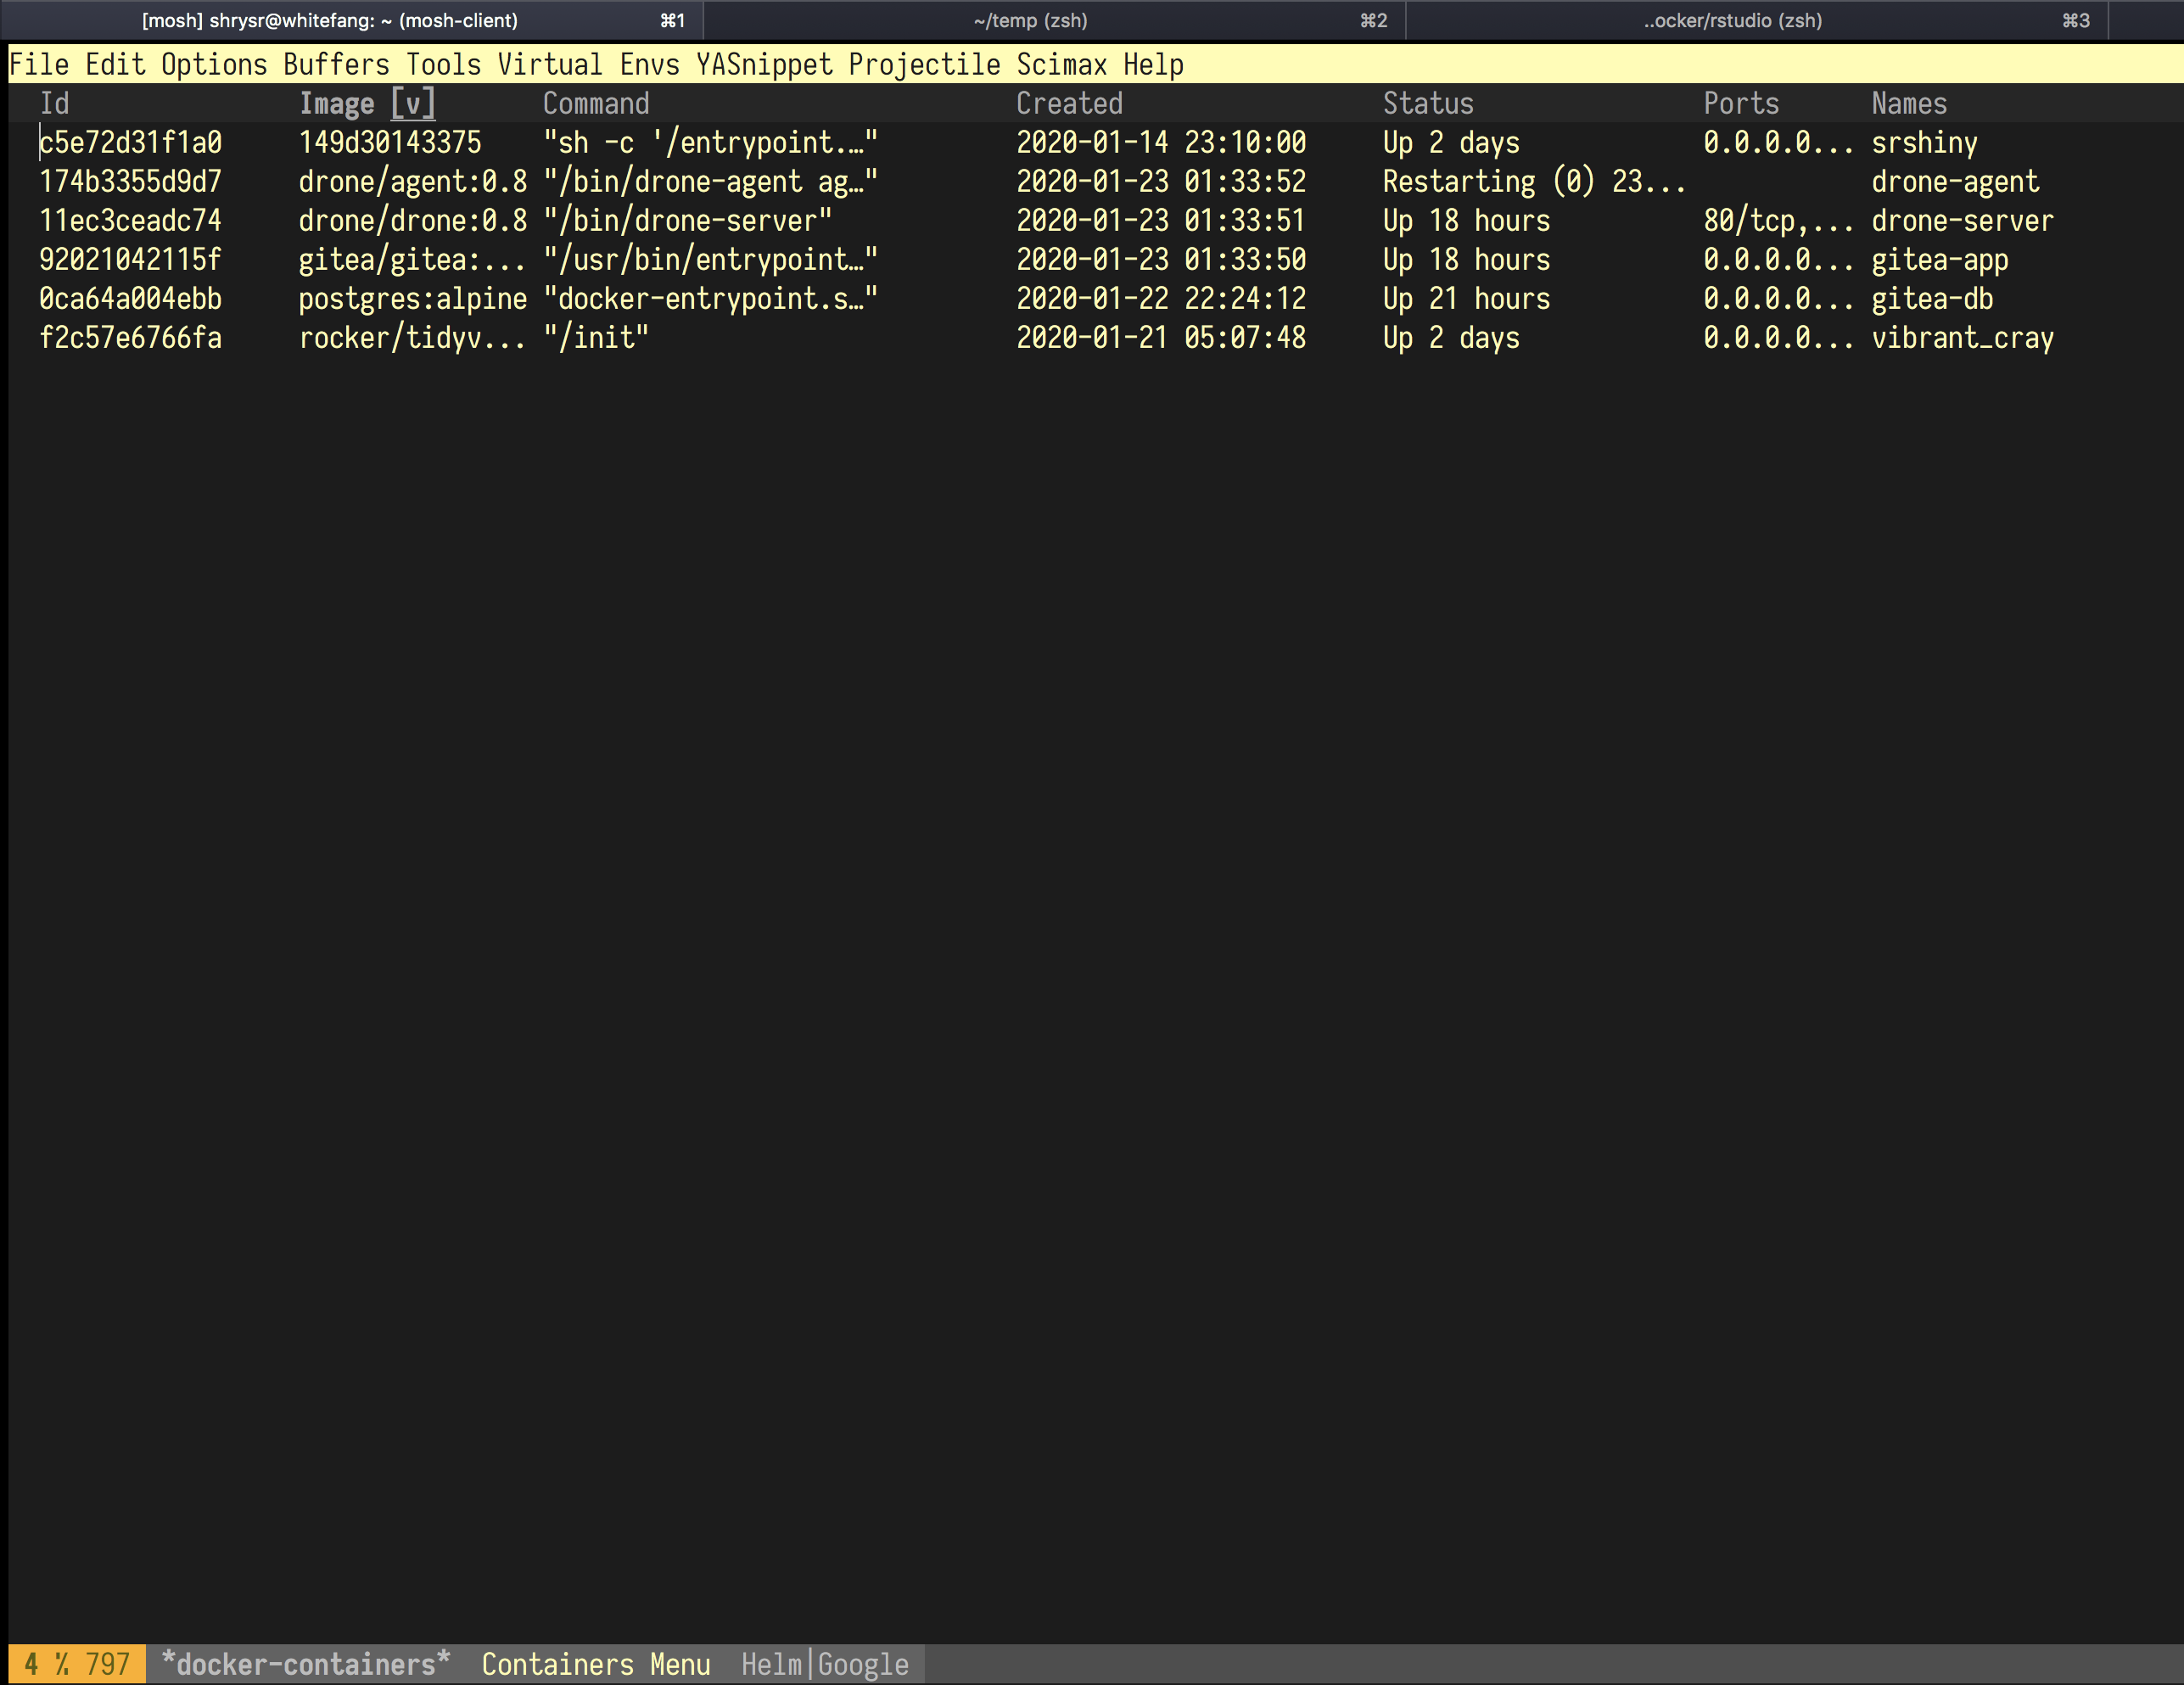 [mosh] shrysr@whitefang: ~ (mosh-client) ⌘1 ~/temp (zsh) ⌘2 ..ocker/rstudio (zsh) ⌘3
File Edit Options Buffers Tools Virtual Envs YASnippet Projectile Scimax Help
Id Image [v] Command Created Status Ports Names
c5e72d31f1a0 149d30143375 "sh -c '/entrypoint.…" 2020-01-14 23:10:00 Up 2 days 0.0.0.0... srshiny
174b3355d9d7 drone/agent:0.8 "/bin/drone-agent ag…" 2020-01-23 01:33:52 Restarting (0) 23... drone-agent
11ec3ceadc74 drone/drone:0.8 "/bin/drone-server" 2020-01-23 01:33:51 Up 18 hours 80/tcp,... drone-server
92021042115f gitea/gitea:... "/usr/bin/entrypoint…" 2020-01-23 01:33:50 Up 18 hours 0.0.0.0... gitea-app
0ca64a004ebb postgres:alpine "docker-entrypoint.s…" 2020-01-22 22:24:12 Up 21 hours 0.0.0.0... gitea-db
f2c57e6766fa rocker/tidyv... "/init" 2020-01-21 05:07:48 Up 2 days 0.0.0.0... vibrant_cray
4 % 797 *docker-containers* Containers Menu Helm|Google